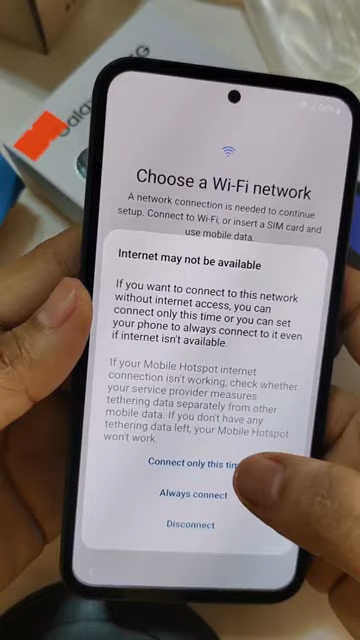 Galax
G
Choose a Wi-Fi network
A network connection is needed to continue
setup. Connect to Wi-Fi, or insert a SIM card and
use mobile data.
Internet may not be available
If you want to connect to this network
without internet access, you can
connect only this time or you can set
your phone to always connect to it even
if internet isn't available.
If your Mobile Hotspot internet
connection isn't working, check whether
your service provider measures
tethering data separately from other
mobile data. If you don't have any
tethering data left, your Mobile Hotspot
won't work.
Connect only this tim
Always connect
Disconnect